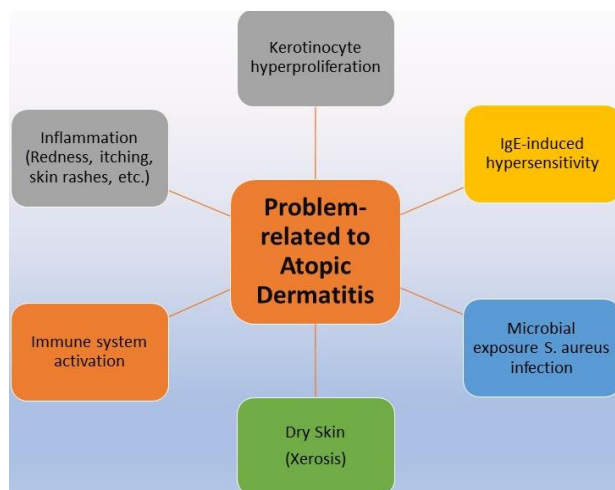 Kerotinocyte
hyperproliferation
Inflammation
(Redness, itching,
skin rashes, etc.)
IgE-induced
hypersensitivity
Problem-
related to
Atopic
Dermatitis
Immune system
activation
Microbial
exposure S. aureus
infection
Dry Skin
(Xerosis)